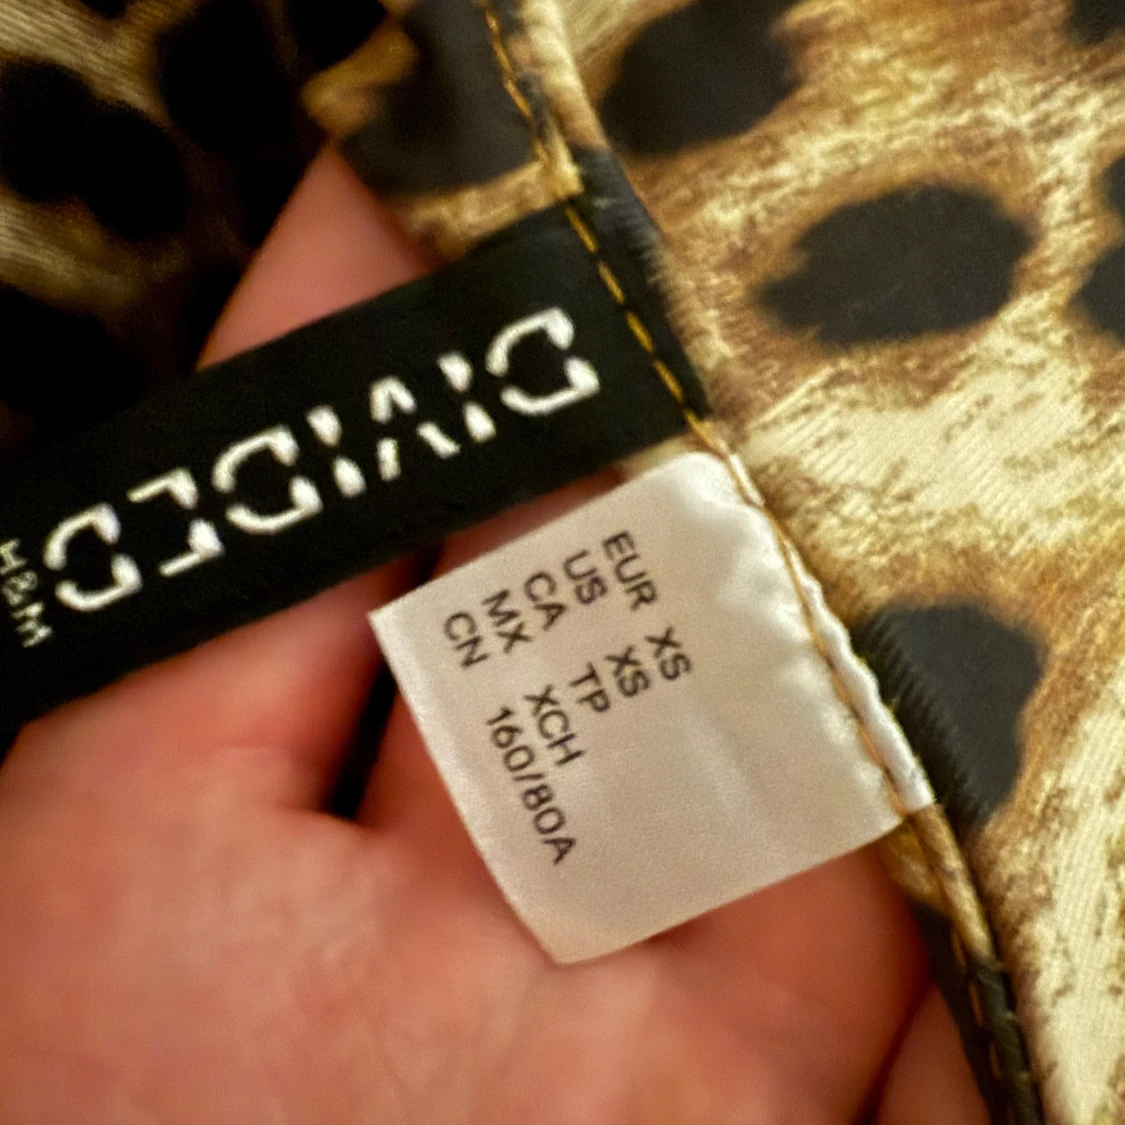 DIVIDED
H&M
EUR XS
US XS
CA TP
MX XCH
CN 160/80A